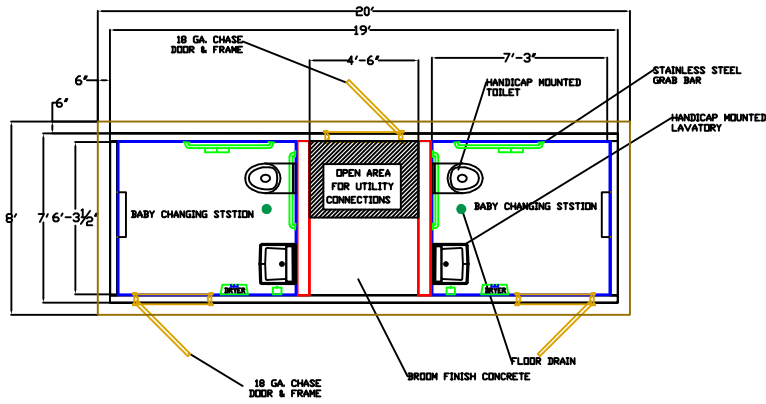 20'
19'
18 GA. CHASE
DOOR & FRAME
4'-6"
7'-3"
6"
HANDICAP MOUNTED
TOILET
STAINLESS STEEL
GRAB BAR
6"
HANDICAP MOUNTED
LAVATORY
OPEN AREA
FOR UTILITY
CONNECTIONS
8'
7'
6'-3½"
BABY CHANGING STSTION
BABY CHANGING STSTION
DRYER
DRYER
FLOOR DRAIN
BROOM FINISH CONCRETE
18 GA. CHASE
DOOR & FRAME